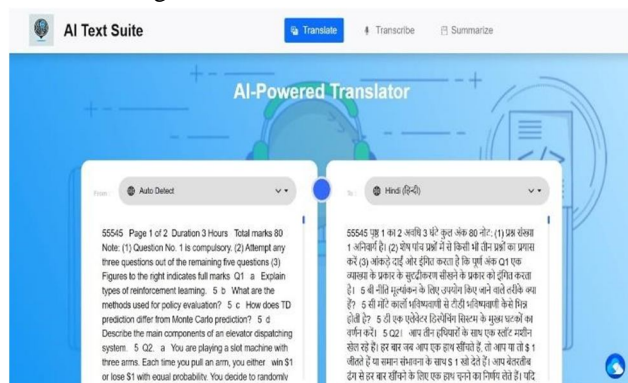 AI Text Suite
Translate
Transcribe
Summarize
AI-Powered Translator
From :
Auto Detect
55545 Page 1 of 2 Duration 3 Hours Total marks 80
Note: (1) Question No. 1 is compulsory. (2) Attempt any
three questions out of the remaining five questions (3)
Figures to the right indicates full marks Q1 a Explain
types of reinforcement learning. 5 b What are the
methods used for policy evaluation? 5 c How does TD
prediction differ from Monte Carlo prediction? 5 d
Describe the main components of an elevator dispatching
system. 5 Q2. a You are playing a slot machine with
three arms. Each time you pull an arm, you either win $1
or lose $1 with equal probability. You decide to randomly
To :
Hindi (हिन्दी)
55545 पृष्ठ 1 का 2 अवधि 3 घंटे कुल अंक 80 नोट: (1) प्रश्न संख्या
1 अनिवार्य है। (2) शेष पांच प्रश्नों में से किसी भी तीन प्रश्नों का प्रयास
करें (3) आंकड़े दाईं ओर इंगित करता है कि पूर्ण अंक Q1 एक
व्याख्या के प्रकार के सुदृढीकरण सीखने के प्रकार को इंगित करता
है। 5 बी नीति मूल्यांकन के लिए उपयोग किए जाने वाले तरीके क्या
हैं? 5 सी मोंटे कार्लो भविष्यवाणी से टीडी भविष्यवाणी कैसे भिन्न
होती है? 5 डी एक एलेवेटर डिस्पैचिंग सिस्टम के मुख्य घटकों का
वर्णन करें। 5 Q2। आप तीन हथियारों के साथ एक स्लॉट मशीन
खेल रहे हैं। हर बार जब आप एक हाथ खींचते हैं, तो आप या तो $ 1
जीतते हैं या समान संभावना के साथ $ 1 खो देते हैं। आप बेतरतीब
ढंग से हर बार खींचने के लिए एक हाथ चुनने का निर्णय लेते हैं। यदि